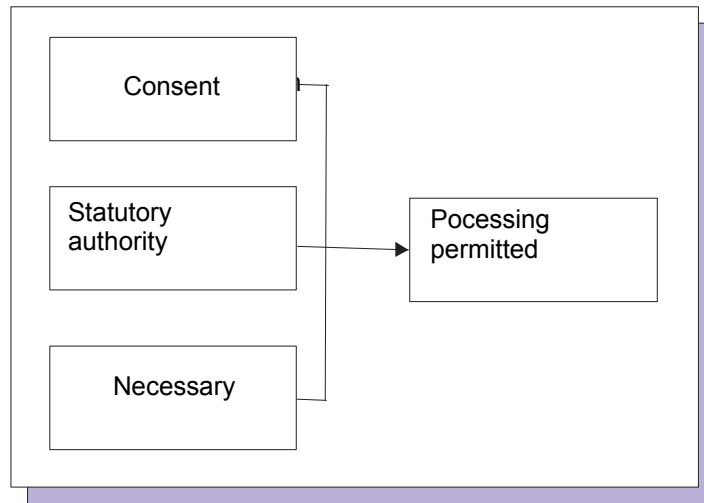 Consent
Statutory
authority
Pocessing
permitted
Necessary